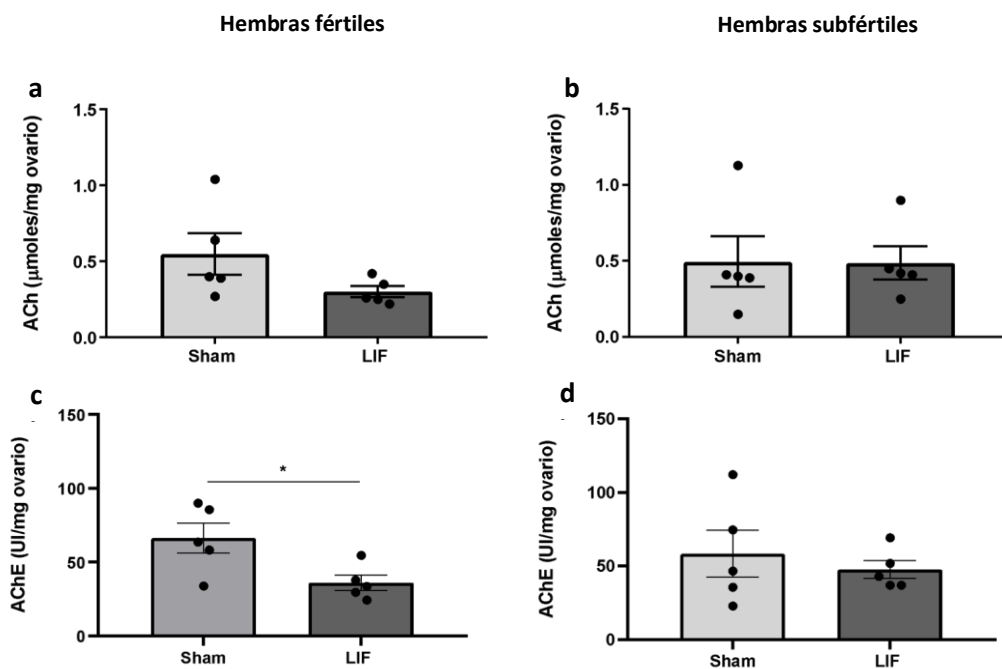 Hembras fértiles
Hembras subfértiles
a
ACh (μmoles/mg ovario)
1.5
1.0
0.5
0.0
Sham
LIF
b
ACh (μmoles/mg ovario)
1.5
1.0
0.5
0.0
Sham
LIF
c
AChE (UI/mg ovario)
150
100
50
0
*
Sham
LIF
d
AChE (UI/mg ovario)
150
100
50
0
Sham
LIF